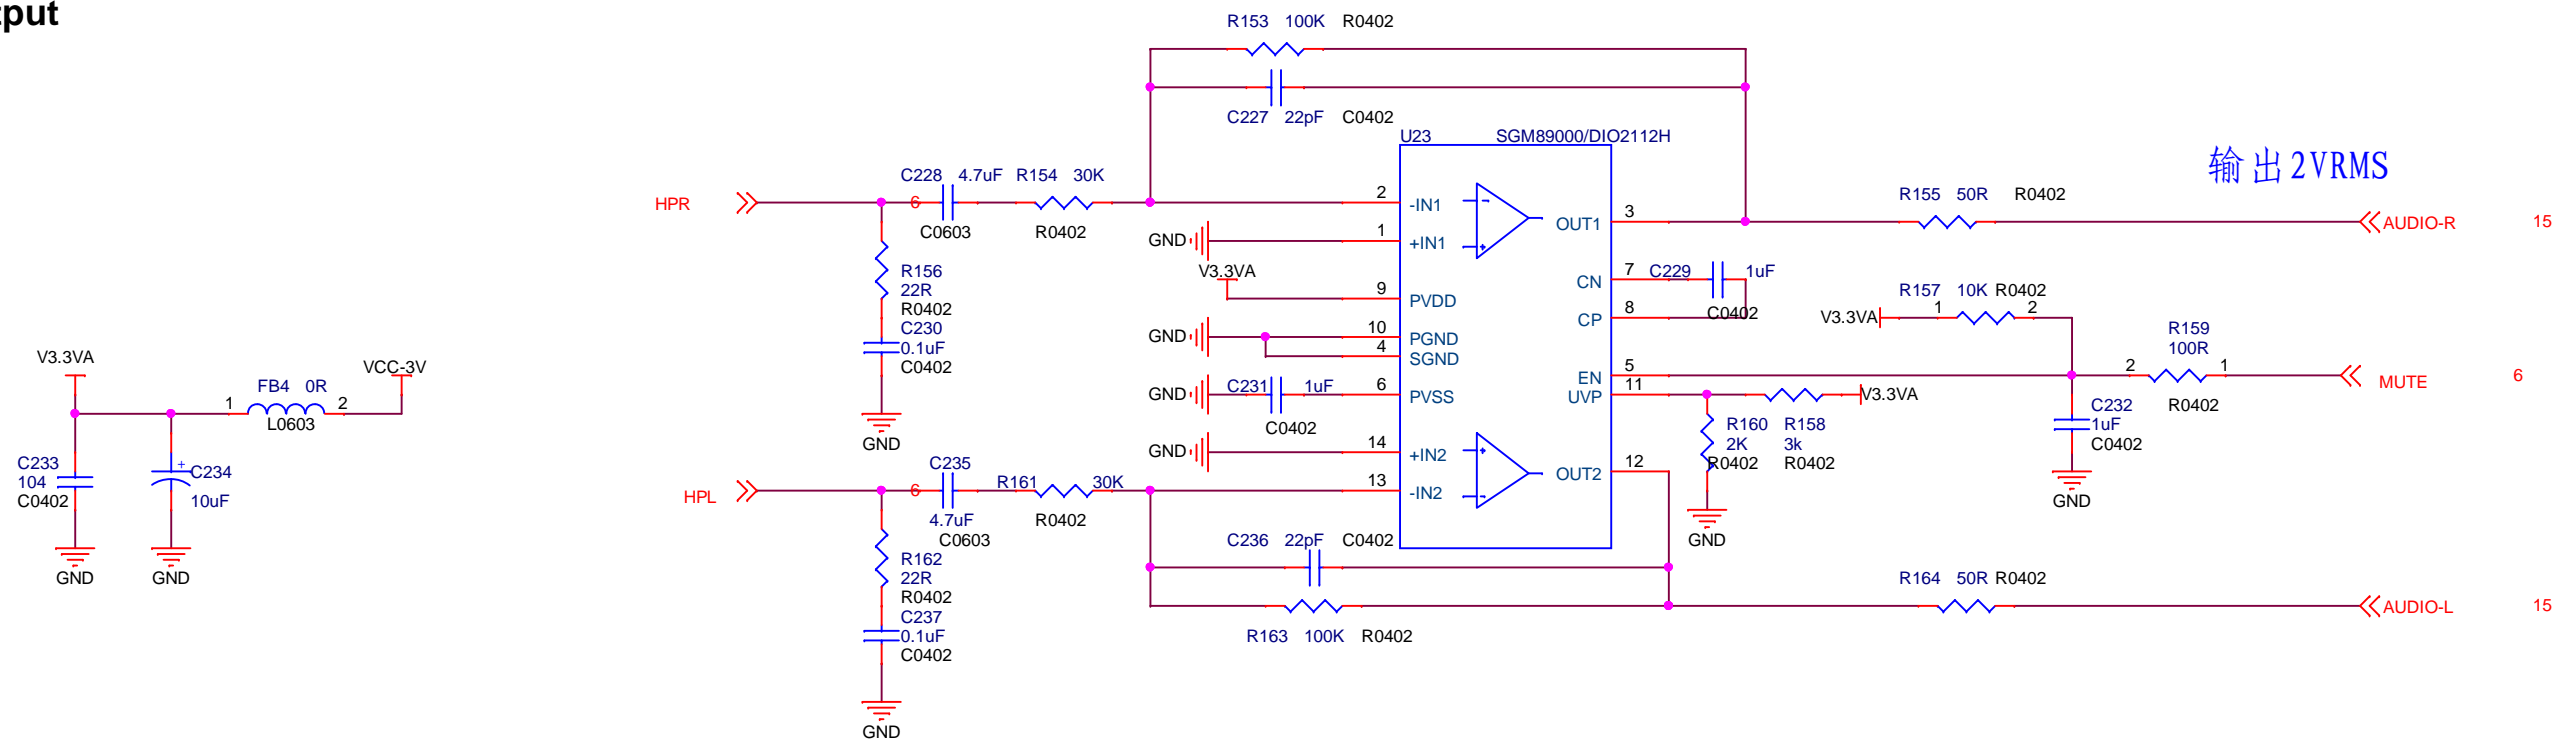 tput
R153 100K R0402
C227 22pF C0402
U23 SGM89000/DIO2112H
输出2VRMS
HPR
6
C228 4.7uF R154 30K
C0603 R0402
R156
22R
R0402
C230
0.1uF
C0402
GND
2 -IN1
GND 1 +IN1
V3.3VA
9 PVDD
GND 10 PGND
4 SGND
GND C231 1uF 6 PVSS
C0402
GND 14 +IN2
13 -IN2
OUT1 3
CN 7 C229 1uF
C0402
CP 8
EN 5
UVP 11
OUT2 12
R155 50R R0402
AUDIO-R 15
R157 10K R0402
V3.3VA 1 2
R159
100R
2 1
R0402
MUTE 6
V3.3VA
R160 R158
2K 3k
R0402 R0402
GND
C232
1uF
C0402
GND
V3.3VA VCC-3V
FB4 0R
1 2
L0603
C233
104
C0402
C234
10uF
GND GND
HPL
6
C235
R161 30K
4.7uF
C0603
R0402
R162
22R
R0402
C237
0.1uF
C0402
GND
C236 22pF C0402
R163 100K R0402
R164 50R R0402
AUDIO-L 15